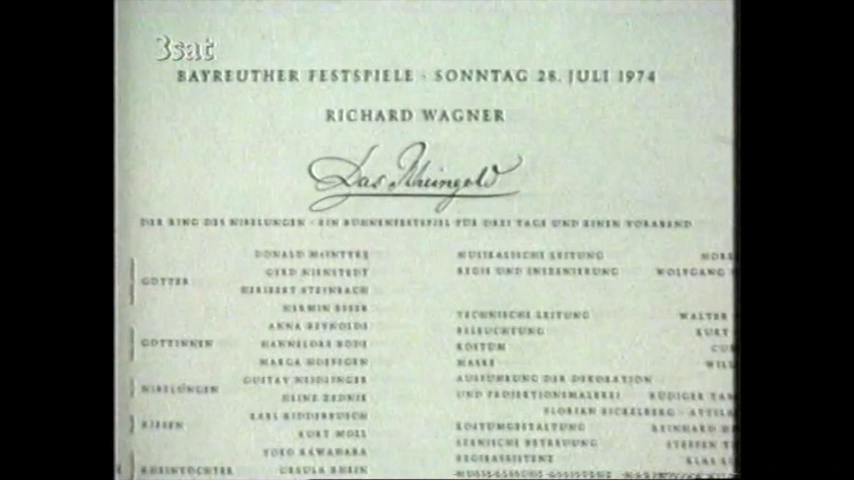 3sat
BAYREUTHER FESTSPIELE · SONNTAG 28. JULI 1974
RICHARD WAGNER
Das Rheingold
DER RING DES NIBELUNGEN · EIN BÜHNENFESTSPIEL FÜR DREI TAGE UND EINEN VORABEND
DONALD MCINTYRE
GÖTTER
GERD NIENSTEDT
HERIBERT STEINBACH
HERMIN ESSER
GÖTTINNEN
ANNA REYNOLDS
HANNELORE BODE
MARGA HOEFFGEN
NIBELUNGEN
GUSTAV NEIDLINGER
HEINZ ZEDNIK
RIESEN
KARL RIDDERBUSCH
KURT MOLL
RHEINTÖCHTER
YOKO KAWAHARA
URSULA RHEIN
MUSIKALISCHE LEITUNG
REGIE UND INSZENIERUNG WOLFGANG
TECHNISCHE LEITUNG WALTER
BELEUCHTUNG KURT
KOSTÜM
MASKE
AUSFÜHRUNG DER DEKORATION
UND PROJEKTIONSMALEREI RÜDIGER
FLORIAN · ATTILA
KOSTÜMGESTALTUNG REINHARD
SZENISCHE BETREUUNG STEFFEN
REGIEASSISTENZ KLAS